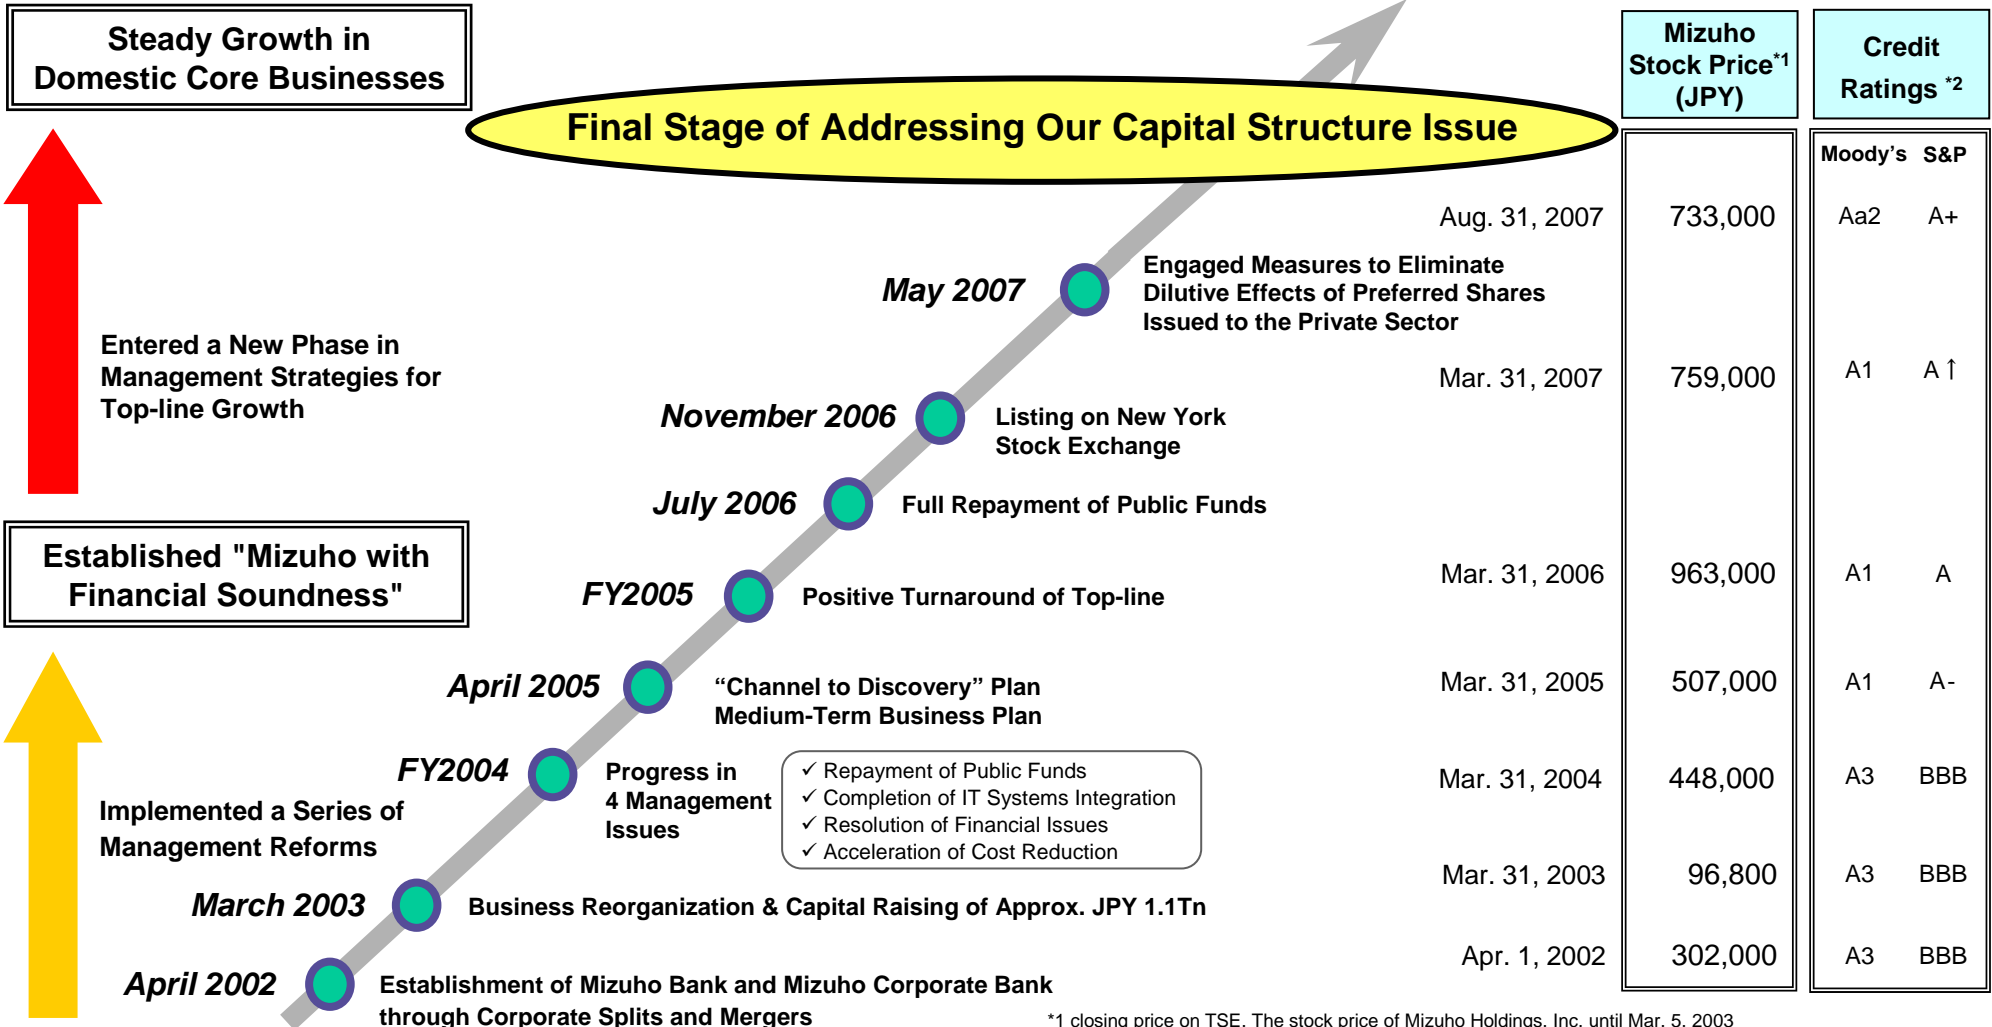 Steady Growth in
Domestic Core Businesses
Mizuho
Stock Price*1
(JPY)
Credit
Ratings *2
Final Stage of Addressing Our Capital Structure Issue
Moody's S&P
Aug. 31, 2007 733,000 Aa2 A+
May 2007
Engaged Measures to Eliminate
Dilutive Effects of Preferred Shares
Issued to the Private Sector
Entered a New Phase in
Management Strategies for
Top-line Growth
Mar. 31, 2007 759,000 A1 A↑
November 2006
Listing on New York
Stock Exchange
July 2006 Full Repayment of Public Funds
Established "Mizuho with
Financial Soundness"
FY2005 Positive Turnaround of Top-line
Mar. 31, 2006 963,000 A1 A
April 2005
“Channel to Discovery” Plan
Medium-Term Business Plan
Mar. 31, 2005 507,000 A1 A-
FY2004
Progress in
4 Management
Issues
✓ Repayment of Public Funds
✓ Completion of IT Systems Integration
✓ Resolution of Financial Issues
✓ Acceleration of Cost Reduction
Mar. 31, 2004 448,000 A3 BBB
Implemented a Series of
Management Reforms
March 2003 Business Reorganization & Capital Raising of Approx. JPY 1.1Tn
Mar. 31, 2003 96,800 A3 BBB
April 2002
Establishment of Mizuho Bank and Mizuho Corporate Bank
through Corporate Splits and Mergers
Apr. 1, 2002 302,000 A3 BBB
*1 closing price on TSE. The stock price of Mizuho Holdings, Inc. until Mar. 5, 2003